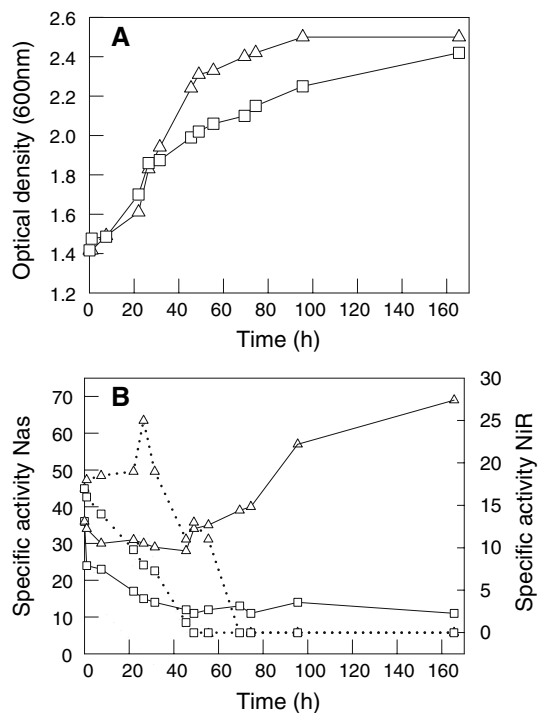 A
2.6
2.4
2.2
2.0
1.8
1.6
1.4
1.2
Optical density (600nm)
0 20 40 60 80 100 120 140 160
Time (h)
B
70
60
50
40
30
20
10
0
Specific activity Nas
30
25
20
15
10
5
0
Specific activity NiR
0 20 40 60 80 100 120 140 160
Time (h)